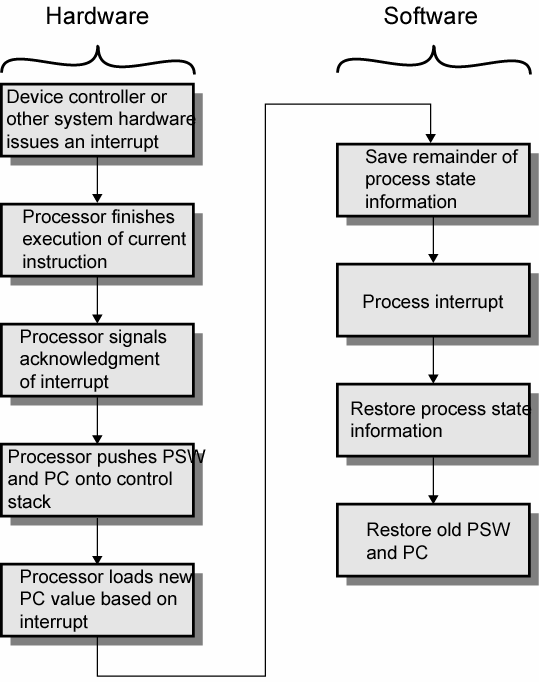 Hardware
Device controller or
other system hardware
issues an interrupt
Processor finishes
execution of current
instruction
Processor signals
acknowledgment
of interrupt
Processor pushes PSW
and PC onto control
stack
Processor loads new
PC value based on
interrupt
Software
Save remainder of
process state
information
Process interrupt
Restore process state
information
Restore old PSW
and PC